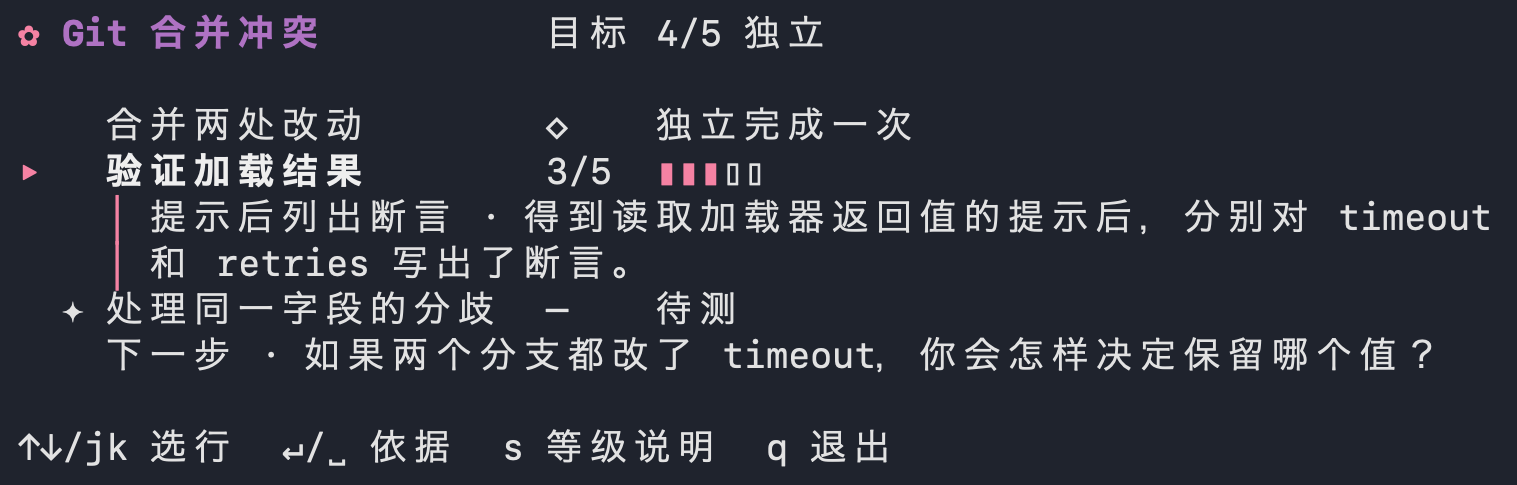 ✿ Git 合并冲突 目标 4/5 独立
合并两处改动 ◇ 独立完成一次
▶ 验证加载结果 3/5 ▮▮▮▯▯
提示后列出断言 · 得到读取加载器返回值的提示后，分别对 timeout
和 retries 写出了断言。
✦ 处理同一字段的分歧 — 待测
下一步 · 如果两个分支都改了 timeout，你会怎样决定保留哪个值？
↑↓/jk 选行 ↵/␣ 依据 s 等级说明 q 退出